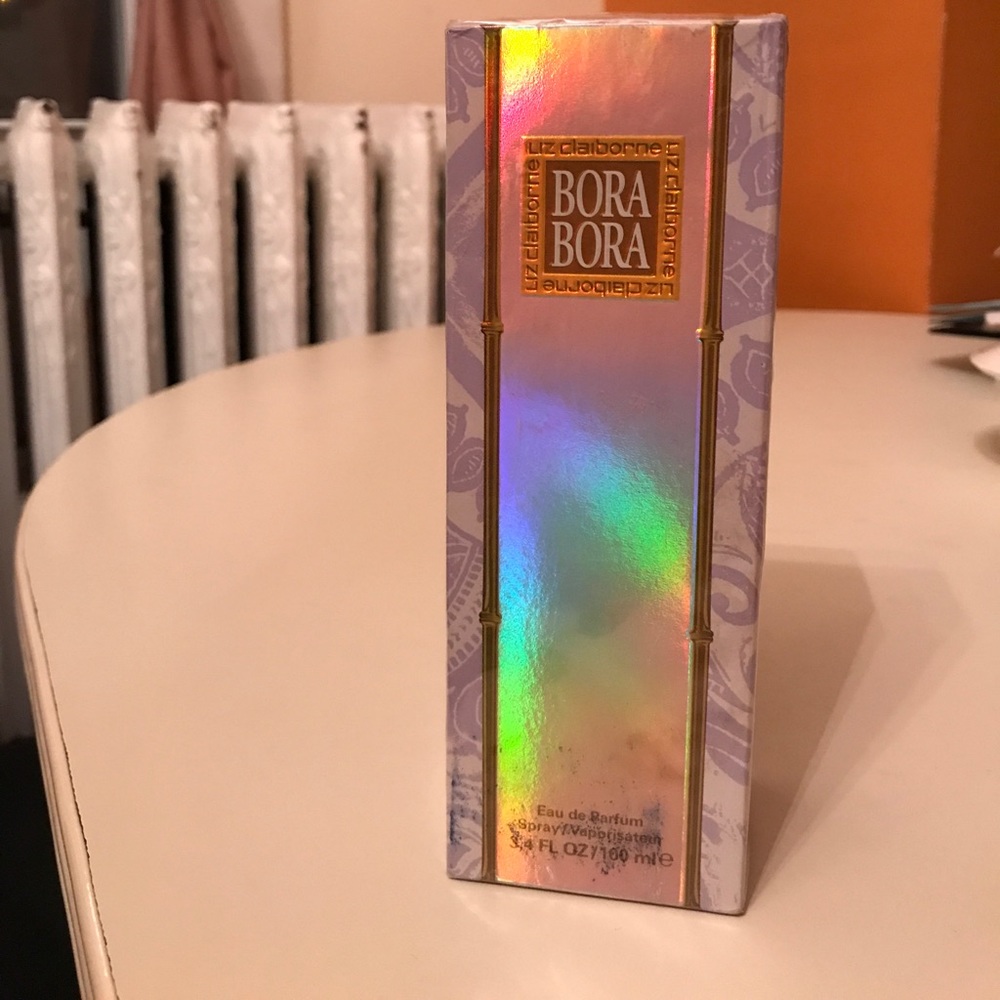 Liz claiborne
Liz claiborne
Liz claiborne
Liz claiborne
BORA
BORA
Eau de Parfum
Spray/Vaporisateur
3,4 FL OZ/100 ml e